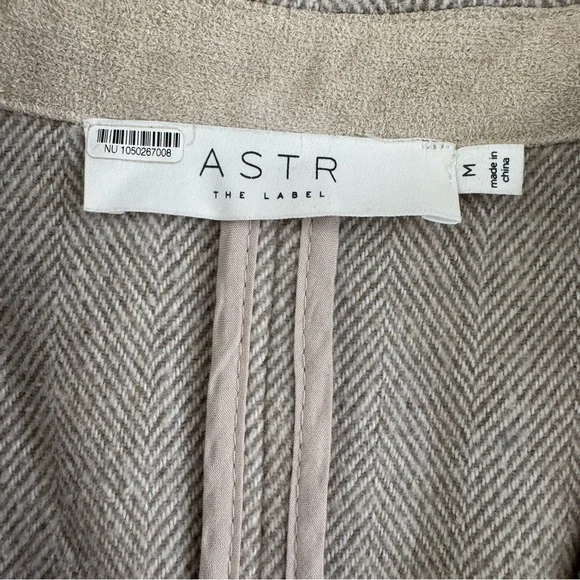 NU 1050267008
ASTR
THE LABEL
M
made in
china